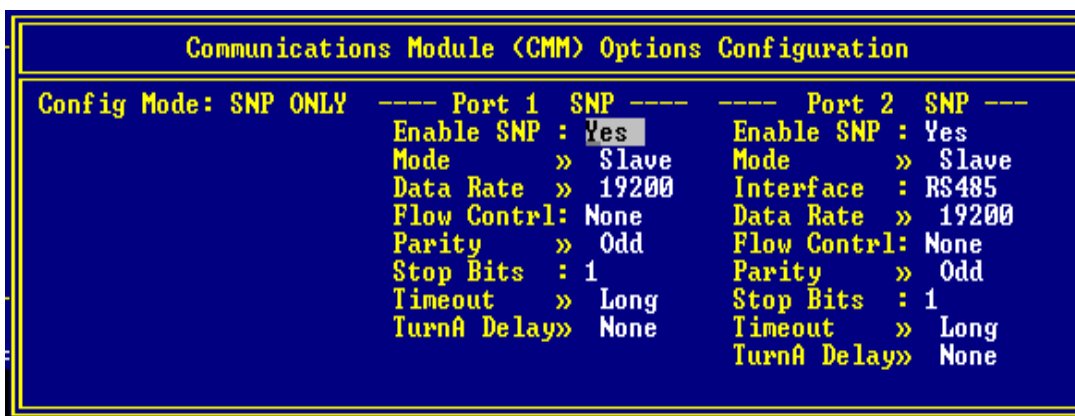 Communications Module (CMM) Options Configuration
Config Mode: SNP ONLY ---- Port 1 SNP ---- ---- Port 2 SNP ---
Enable SNP : Yes Enable SNP : Yes
Mode » Slave Mode » Slave
Data Rate » 19200 Interface : RS485
Flow Contrl: None Data Rate » 19200
Parity » Odd Flow Contrl: None
Stop Bits : 1 Parity » Odd
Timeout » Long Stop Bits : 1
TurnA Delay» None Timeout » Long
TurnA Delay» None